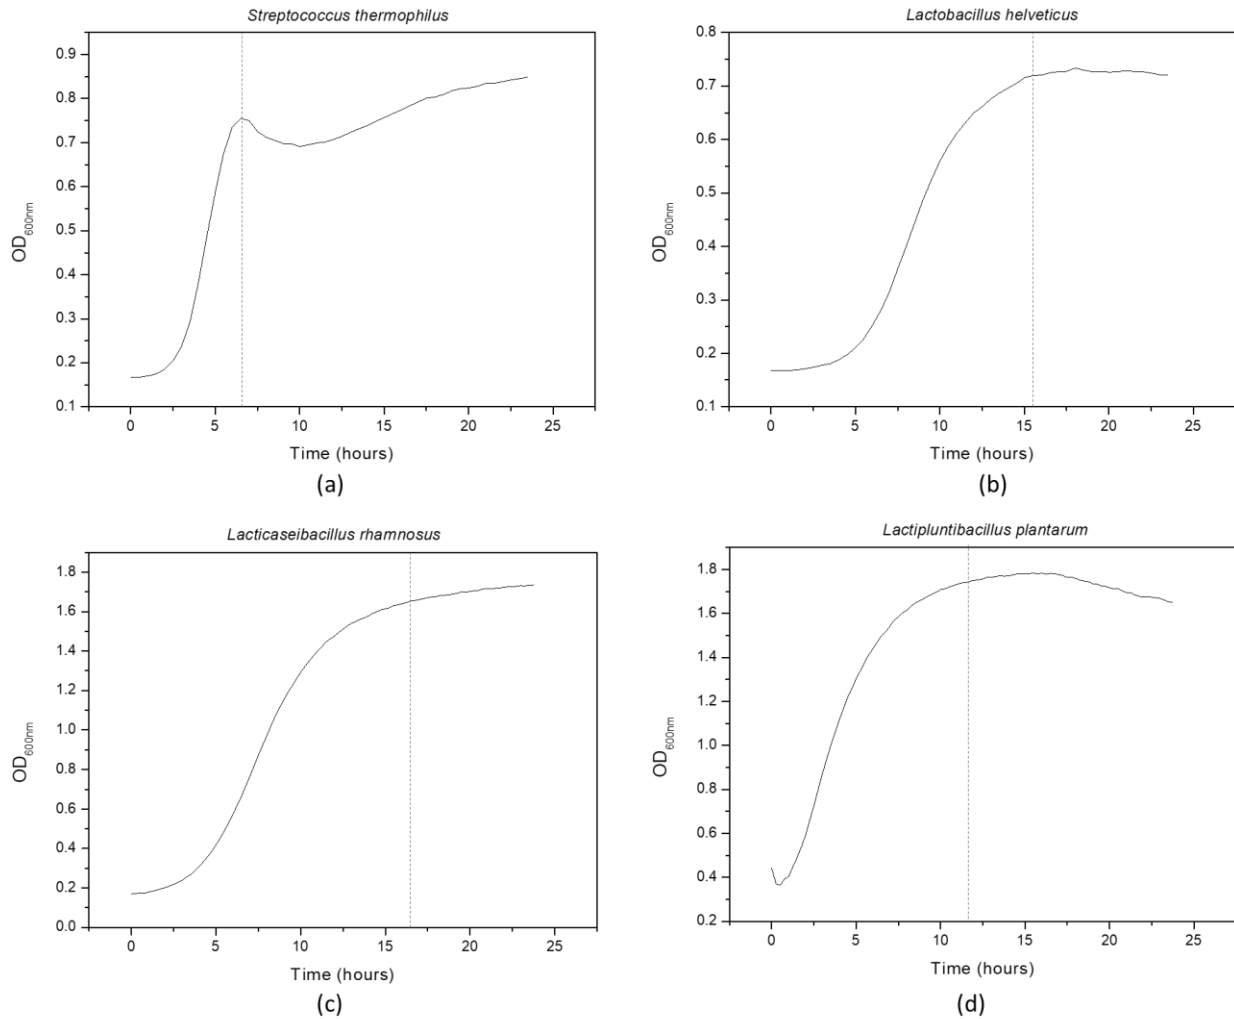 Streptococcus thermophilus
0.9
0.8
0.7
0.6
0.5
0.4
0.3
0.2
0.1
OD600nm
0 5 10 15 20 25
Time (hours)
(a)
Lactobacillus helveticus
0.8
0.7
0.6
0.5
0.4
0.3
0.2
0.1
OD600nm
0 5 10 15 20 25
Time (hours)
(b)
Lacticaseibacillus rhamnosus
1.8
1.6
1.4
1.2
1.0
0.8
0.6
0.4
0.2
0.0
OD600nm
0 5 10 15 20 25
Time (hours)
(c)
Lactipluntibacillus plantarum
1.8
1.6
1.4
1.2
1.0
0.8
0.6
0.4
0.2
OD600nm
0 5 10 15 20 25
Time (hours)
(d)